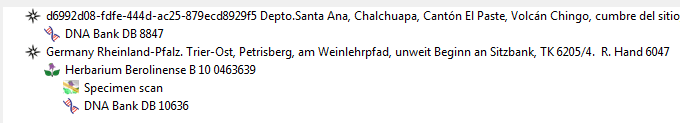 d6992d08-fdfe-444d-ac25-879ecd8929f5 Depto.Santa Ana, Chalchuapa, Cantón El Paste, Volcán Chingo, cumbre del sitio
DNA Bank DB 8847
Germany Rheinland-Pfalz. Trier-Ost, Petrisberg, am Weinlehrpfad, unweit Beginn an Sitzbank, TK 6205/4.  R. Hand 6047
Herbarium Berolinense B 10 0463639
Specimen scan
DNA Bank DB 10636